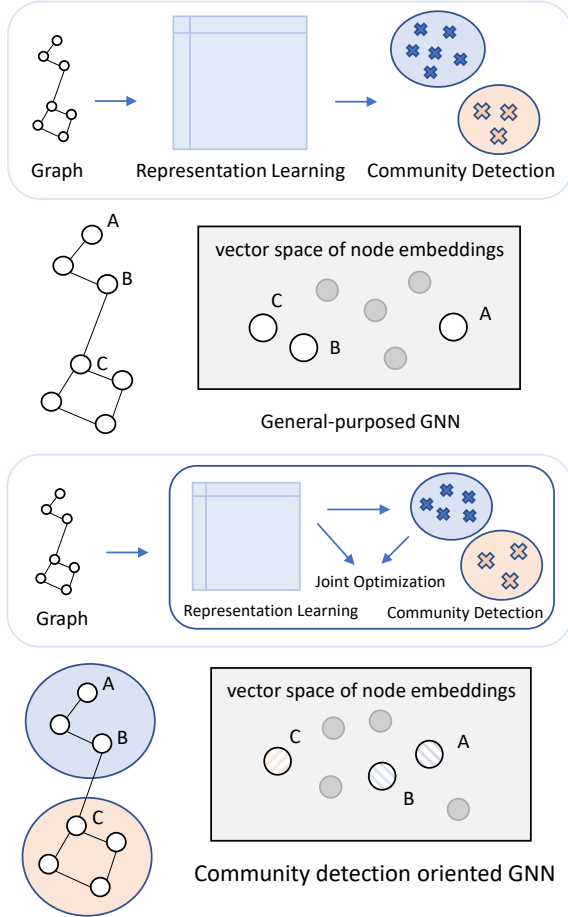 Graph
Representation Learning
Community Detection
A
B
C
vector space of node embeddings
C
B
A
General-purposed GNN
Graph
Representation Learning
Joint Optimization
Community Detection
A
B
C
vector space of node embeddings
C
A
B
Community detection oriented GNN